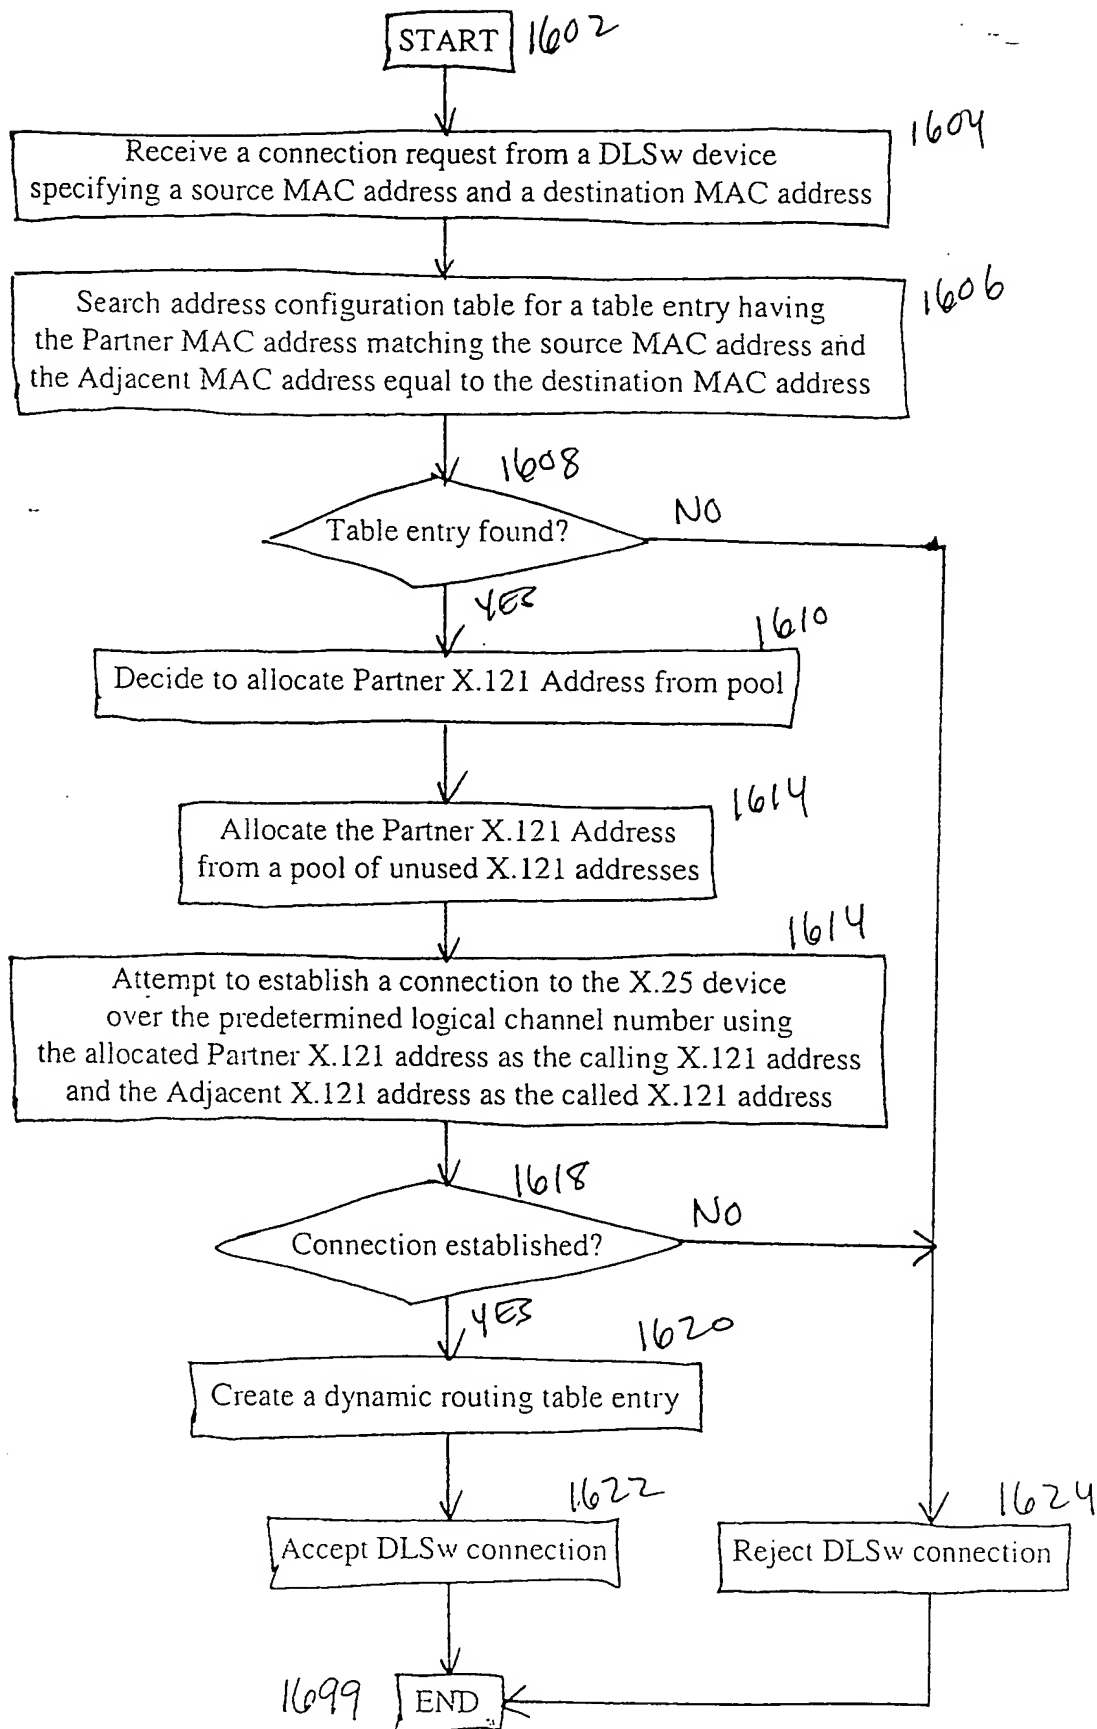 START 1602
1604
Receive a connection request from a DLSw device
specifying a source MAC address and a destination MAC address
1606
Search address configuration table for a table entry having
the Partner MAC address matching the source MAC address and
the Adjacent MAC address equal to the destination MAC address
1608
Table entry found?
NO
YES
1610
Decide to allocate Partner X.121 Address from pool
1614
Allocate the Partner X.121 Address
from a pool of unused X.121 addresses
1614
Attempt to establish a connection to the X.25 device
over the predetermined logical channel number using
the allocated Partner X.121 address as the calling X.121 address
and the Adjacent X.121 address as the called X.121 address
1618
Connection established?
NO
YES
1620
Create a dynamic routing table entry
1622
Accept DLSw connection
1624
Reject DLSw connection
1699 END